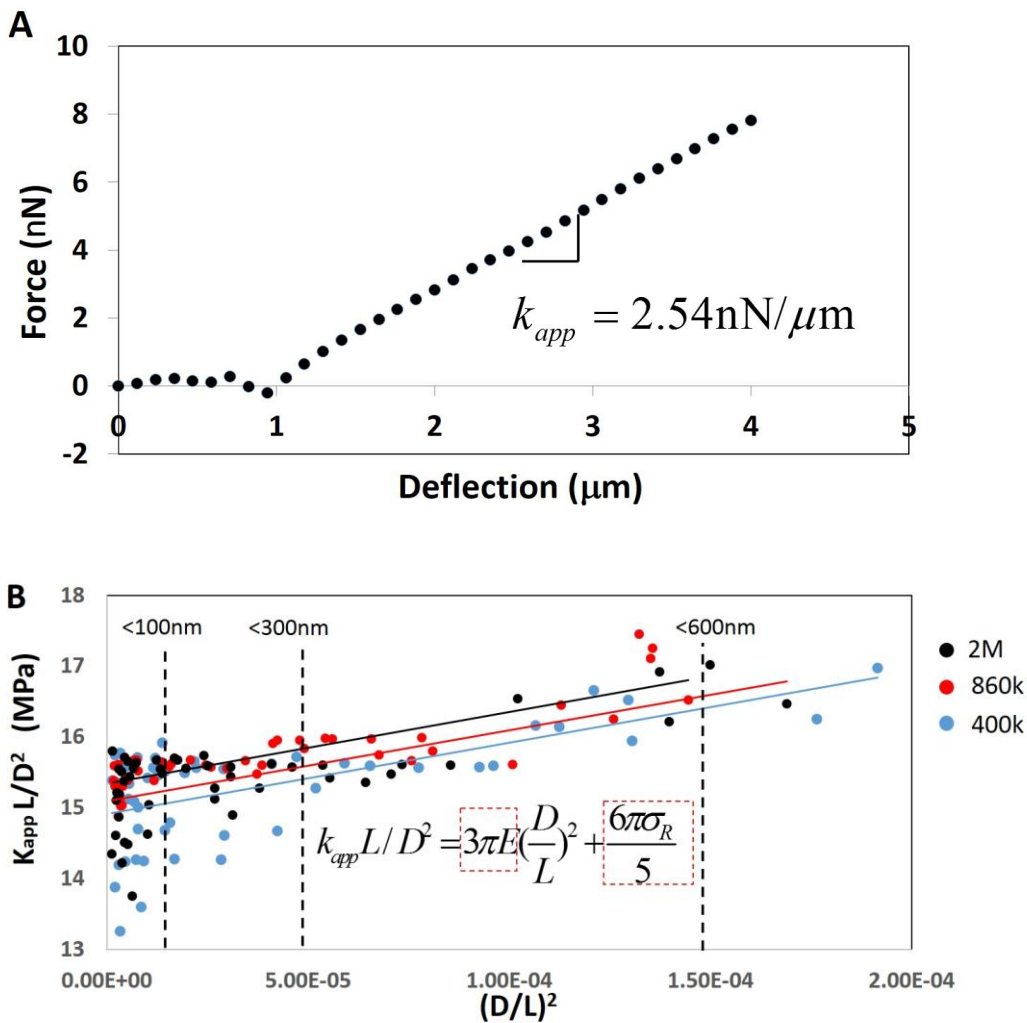 A
10
8
6
4
2
0
-2
Force (nN)
k_app = 2.54nN/μm
0 1 2 3 4 5
Deflection (μm)
B
18
17
16
15
14
13
K_app L/D² (MPa)
<100nm <300nm <600nm
2M
860k
400k
k_app L/D² = 3πE(D/L)² + 6πσ_R/5
0.00E+00 5.00E-05 1.00E-04 1.50E-04 2.00E-04
(D/L)²